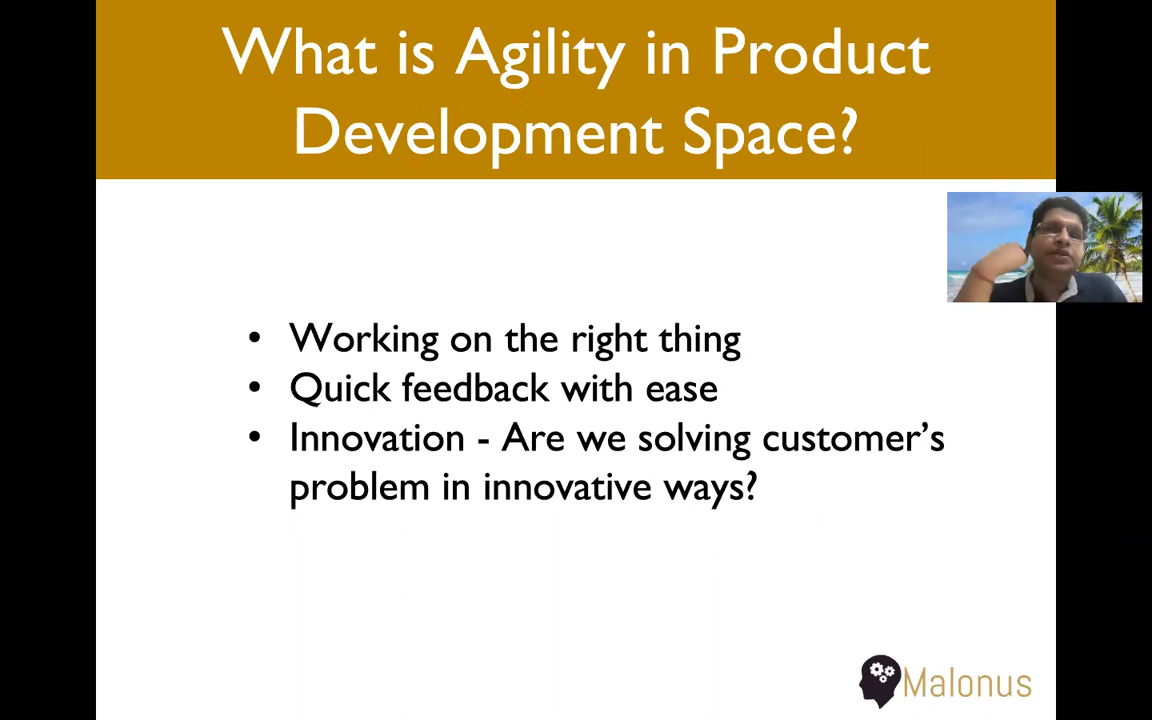 What is Agility in Product
Development Space?
• Working on the right thing
• Quick feedback with ease
• Innovation - Are we solving customer’s
problem in innovative ways?
Malonus